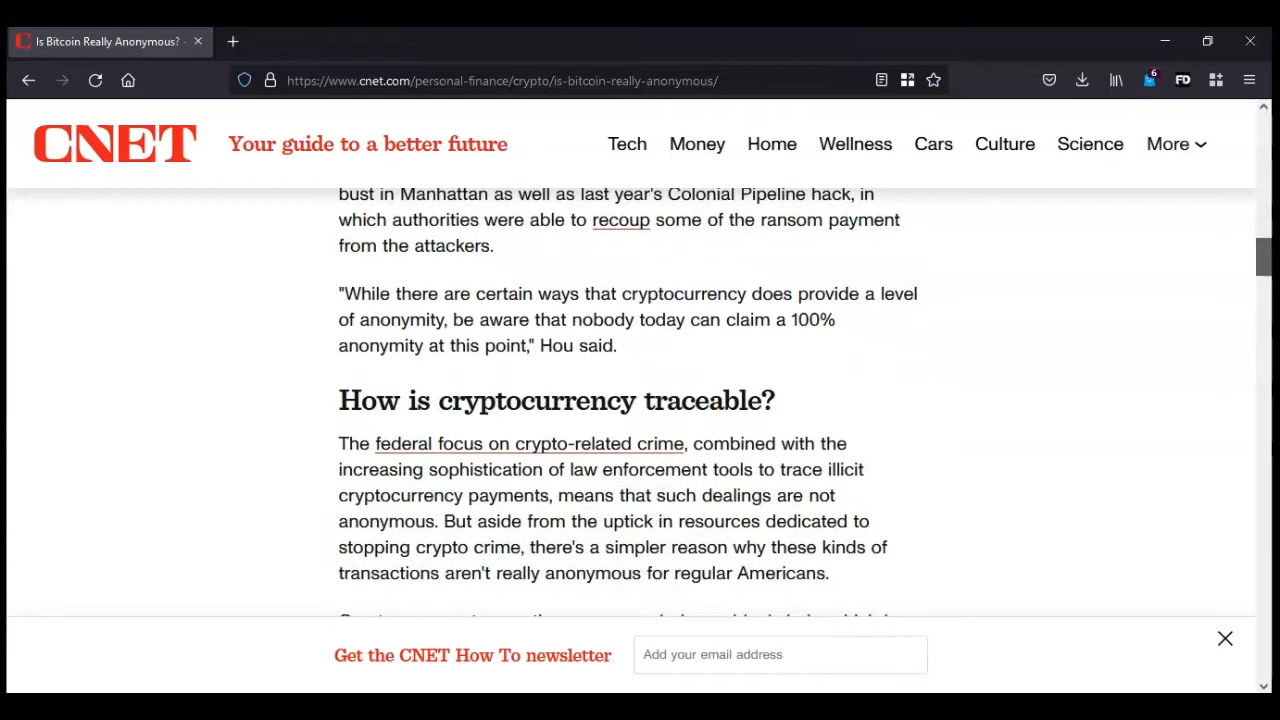 Is Bitcoin Really Anonymous? -
https://www.cnet.com/personal-finance/crypto/is-bitcoin-really-anonymous/
6
FD
CNET
Your guide to a better future
Tech
Money
Home
Wellness
Cars
Culture
Science
More
bust in Manhattan as well as last year's Colonial Pipeline hack, in
which authorities were able to recoup some of the ransom payment
from the attackers.
"While there are certain ways that cryptocurrency does provide a level
of anonymity, be aware that nobody today can claim a 100%
anonymity at this point," Hou said.
How is cryptocurrency traceable?
The federal focus on crypto-related crime, combined with the
increasing sophistication of law enforcement tools to trace illicit
cryptocurrency payments, means that such dealings are not
anonymous. But aside from the uptick in resources dedicated to
stopping crypto crime, there's a simpler reason why these kinds of
transactions aren't really anonymous for regular Americans.
Get the CNET How To newsletter
Add your email address